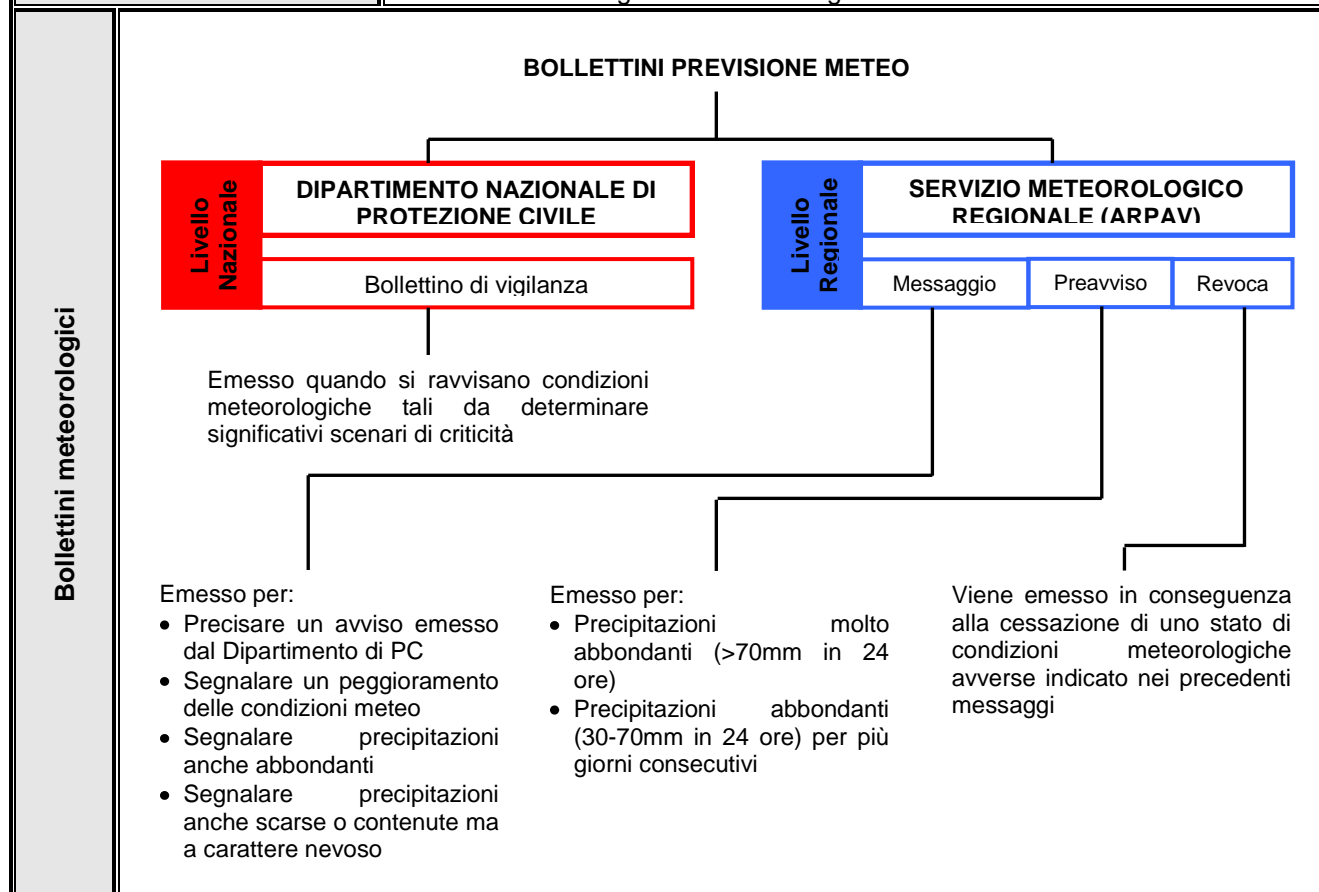 BOLLETTINI PREVISIONE METEO
Livello
Nazionale
DIPARTIMENTO NAZIONALE DI
PROTEZIONE CIVILE
Bollettino di vigilanza
Livello
Regionale
SERVIZIO METEOROLOGICO
REGIONALE (ARPAV)
Messaggio
Preavviso
Revoca
Bollettini meteorologici
Emesso quando si ravvisano condizioni
meteorologiche tali da determinare
significativi scenari di criticità
Emesso per:
• Precisare un avviso emesso
dal Dipartimento di PC
• Segnalare un peggioramento
delle condizioni meteo
• Segnalare precipitazioni
anche abbondanti
• Segnalare precipitazioni
anche scarse o contenute ma
a carattere nevoso
Emesso per:
• Precipitazioni molto
abbondanti (>70mm in 24
ore)
• Precipitazioni abbondanti
(30-70mm in 24 ore) per più
giorni consecutivi
Viene emesso in conseguenza
alla cessazione di uno stato di
condizioni meteorologiche
avverse indicato nei precedenti
messaggi